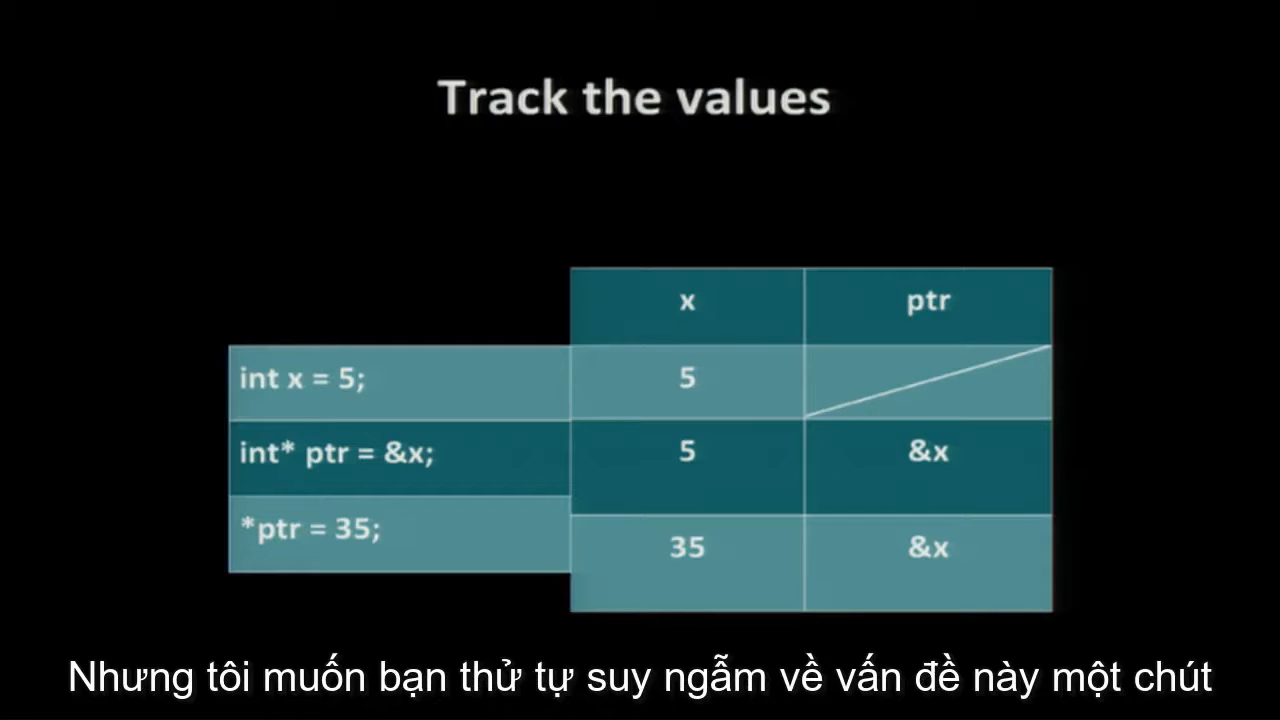 Track the values
x ptr
int x = 5; 5
int* ptr = &x; 5 &x
*ptr = 35; 35 &x
Nhưng tôi muốn bạn thử tự suy ngẫm về vấn đề này một chút